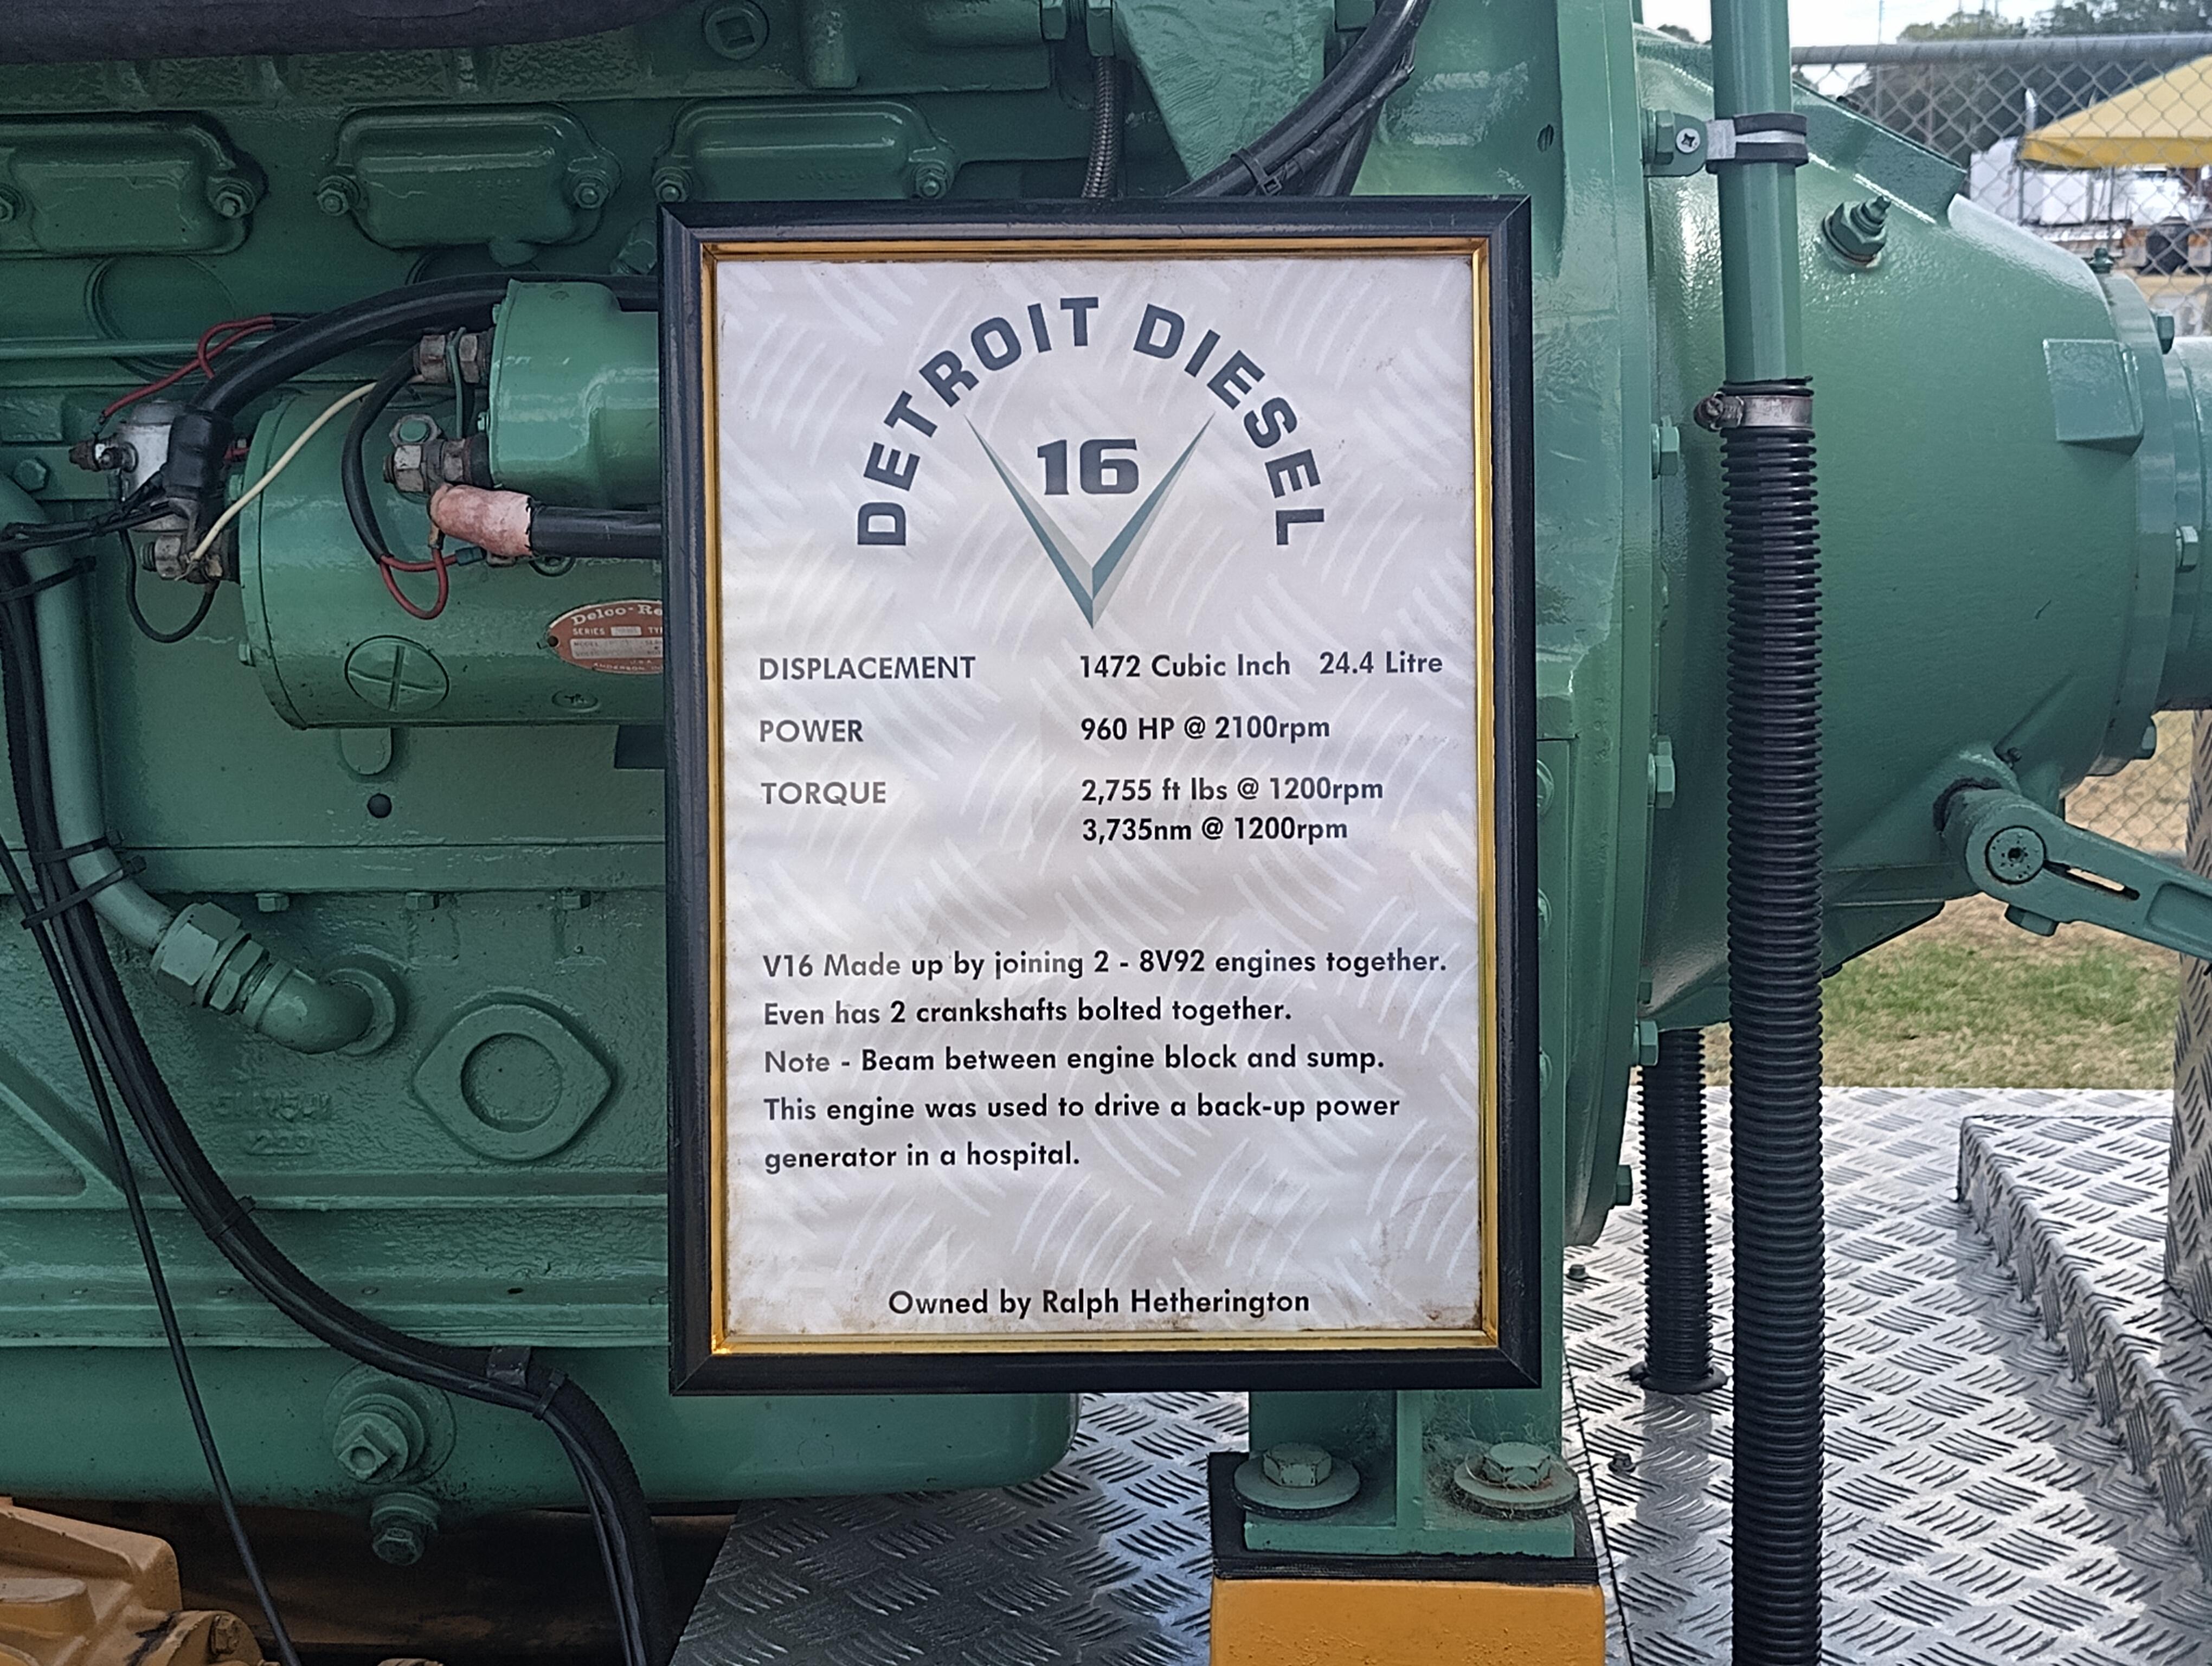 DETROIT DIESEL
16
DISPLACEMENT 1472 Cubic Inch 24.4 Litre
POWER 960 HP @ 2100rpm
TORQUE 2,755 ft lbs @ 1200rpm
3,735nm @ 1200rpm
V16 Made up by joining 2 - 8V92 engines together.
Even has 2 crankshafts bolted together.
Note - Beam between engine block and sump.
This engine was used to drive a back-up power
generator in a hospital.
Owned by Ralph Hetherington
Delco-Re
SERIES TY
MODEL